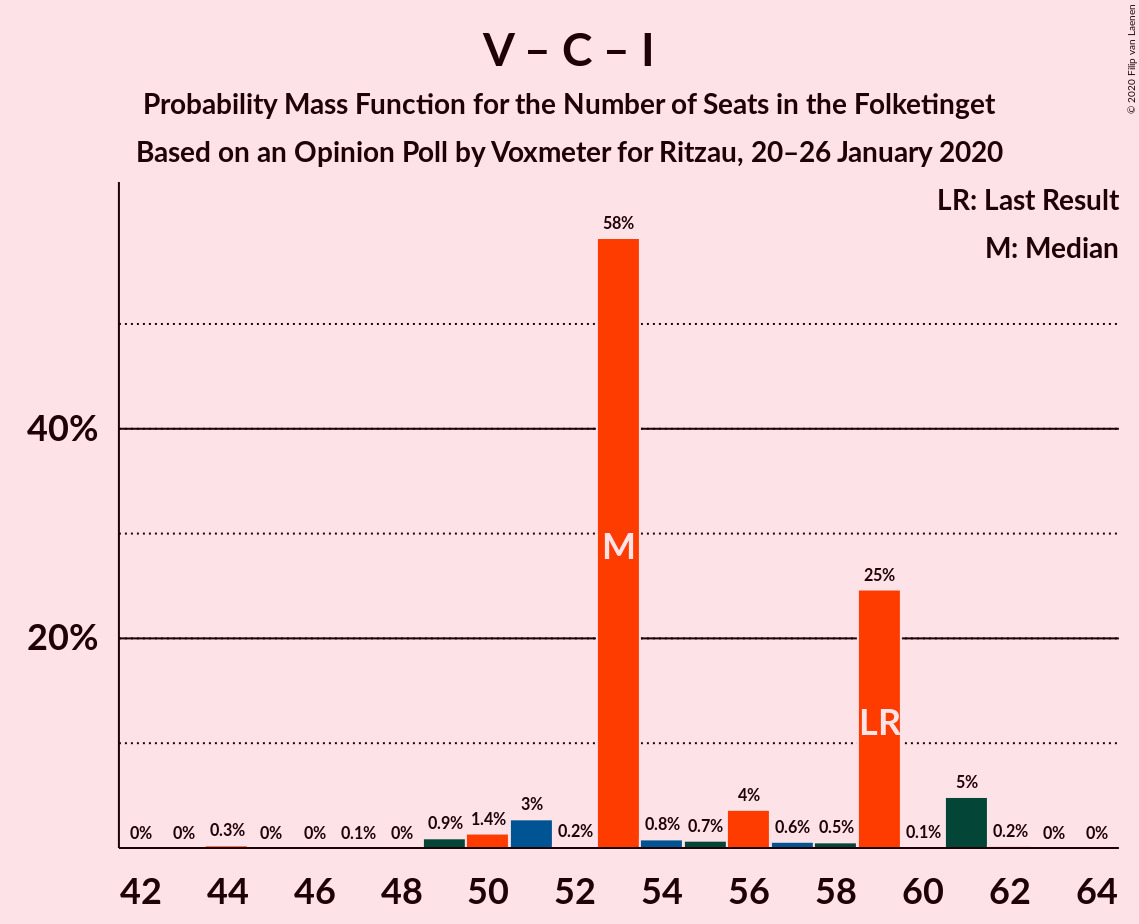 V – C – I
Probability Mass Function for the Number of Seats in the Folketinget
Based on an Opinion Poll by Voxmeter for Ritzau, 20–26 January 2020
© 2020 Filip van Laenen
LR: Last Result
M: Median
40%
20%
0% 0% 0.3% 0% 0% 0.1% 0% 0.9% 1.4% 3% 0.2% 58% 0.8% 0.7% 4% 0.6% 0.5% 25% 0.1% 5% 0.2% 0% 0%
M
LR
42 44 46 48 50 52 54 56 58 60 62 64